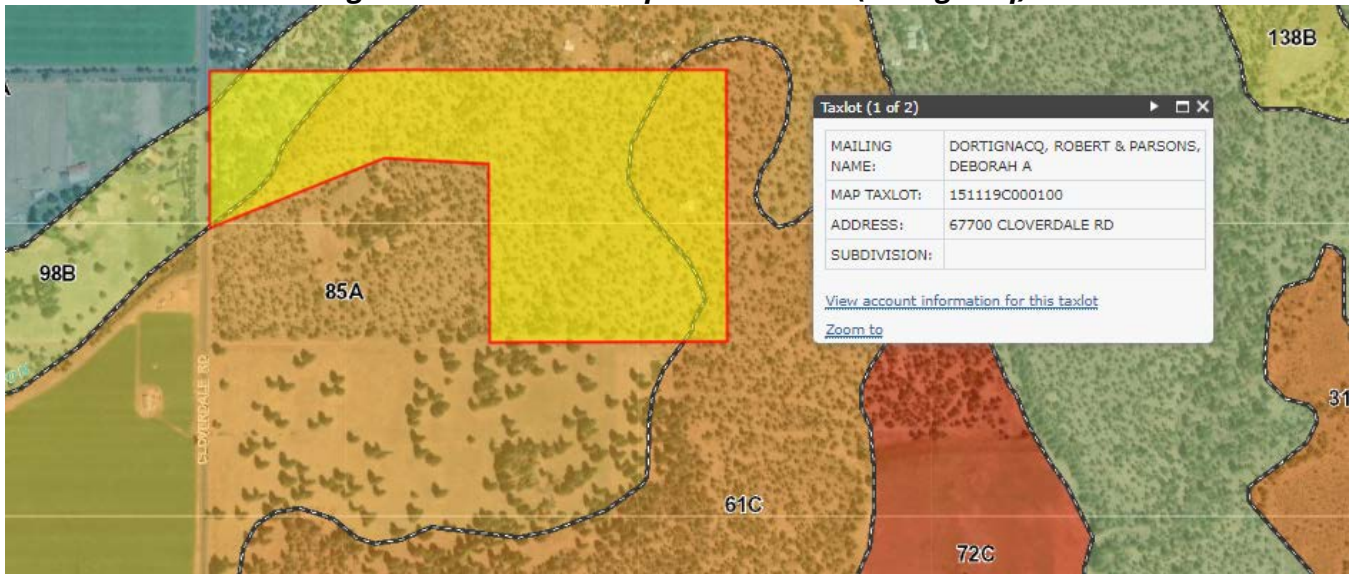 138B
Taxlot (1 of 2)
MAILING NAME: DORTIGNACQ, ROBERT & PARSONS, DEBORAH A
MAP TAXLOT: 151119C000100
ADDRESS: 67700 CLOVERDALE RD
SUBDIVISION:
View account information for this taxlot
Zoom to
98B
85A
CLOVERDALE RD
31
61C
72C